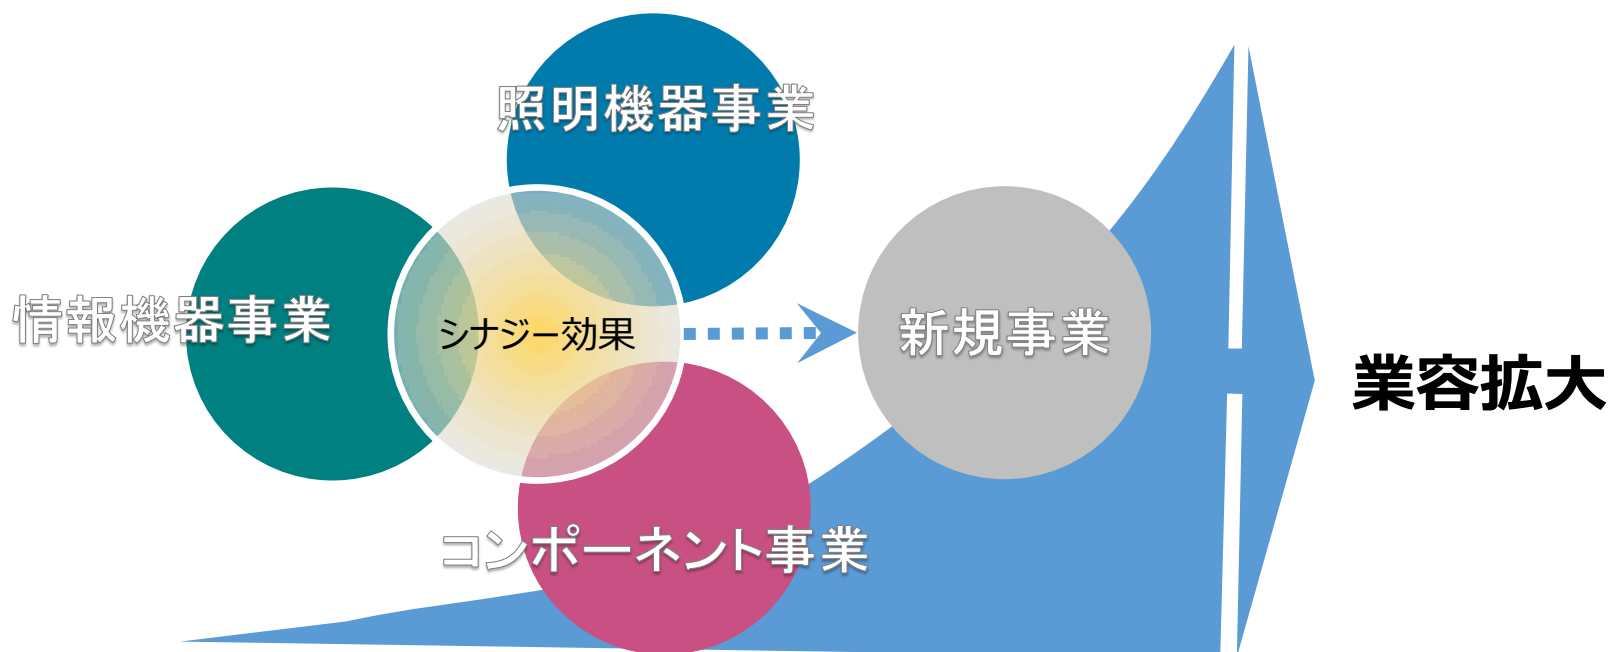 照明機器事業
情報機器事業
シナジー効果
新規事業
業容拡大
コンポーネント事業